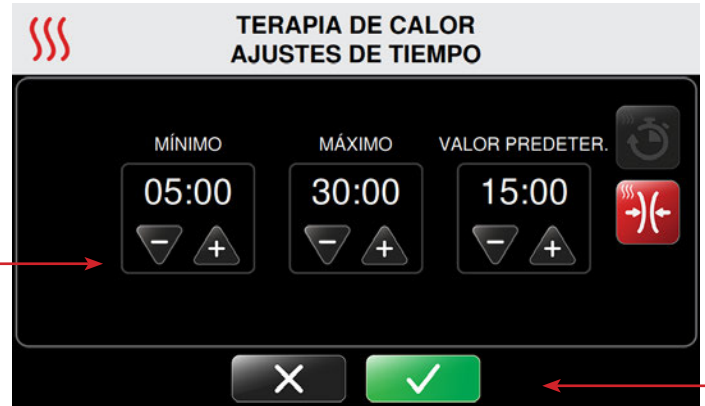 TERAPIA DE CALOR
AJUSTES DE TIEMPO
MÍNIMO MÁXIMO VALOR PREDETER.
05:00 30:00 15:00